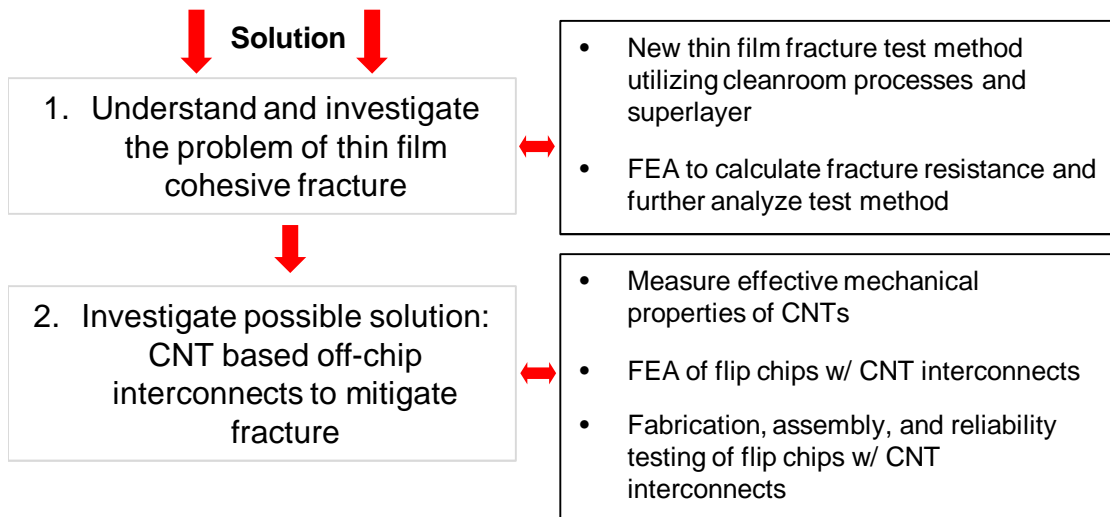 Solution
1. Understand and investigate
the problem of thin film
cohesive fracture
• New thin film fracture test method
utilizing cleanroom processes and
superlayer
• FEA to calculate fracture resistance and
further analyze test method
2. Investigate possible solution:
CNT based off-chip
interconnects to mitigate
fracture
• Measure effective mechanical
properties of CNTs
• FEA of flip chips w/ CNT interconnects
• Fabrication, assembly, and reliability
testing of flip chips w/ CNT
interconnects